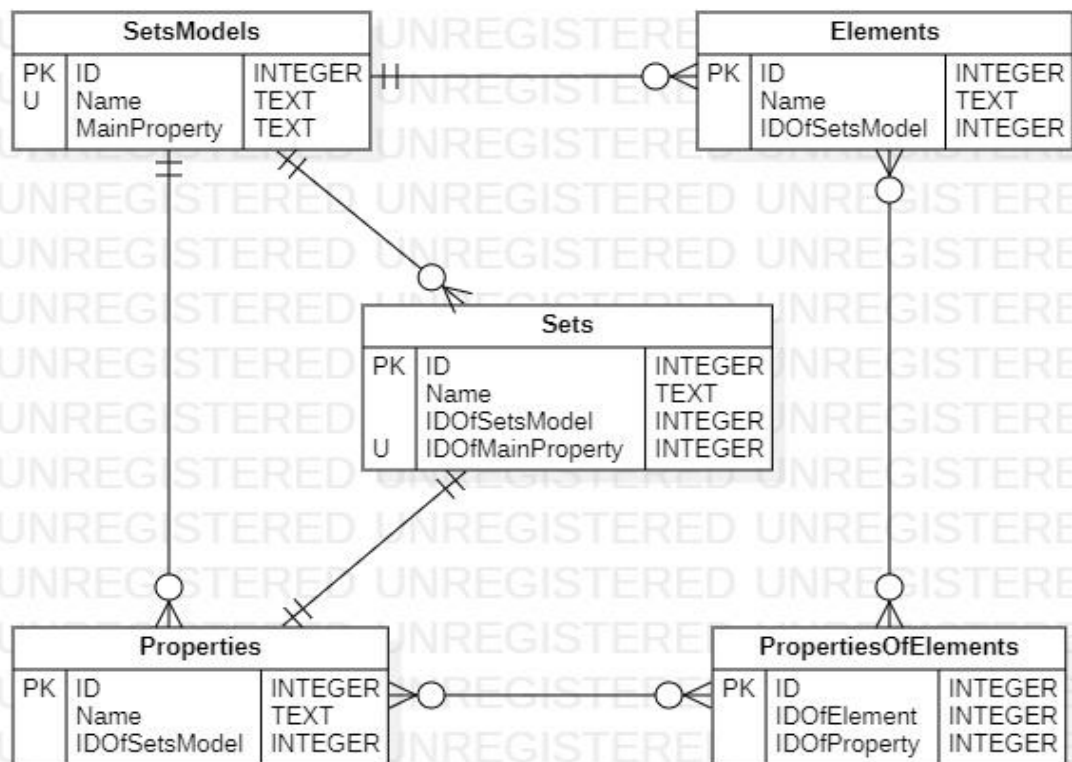 SetsModels
PK ID INTEGER
U Name TEXT
MainProperty TEXT
Elements
PK ID INTEGER
Name TEXT
IDOfSetsModel INTEGER
Sets
PK ID INTEGER
Name TEXT
IDOfSetsModel INTEGER
U IDOfMainProperty INTEGER
Properties
PK ID INTEGER
Name TEXT
IDOfSetsModel INTEGER
PropertiesOfElements
PK ID INTEGER
IDOfElement INTEGER
IDOfProperty INTEGER
UNREGISTERED UNREGISTERED UNREGISTERED